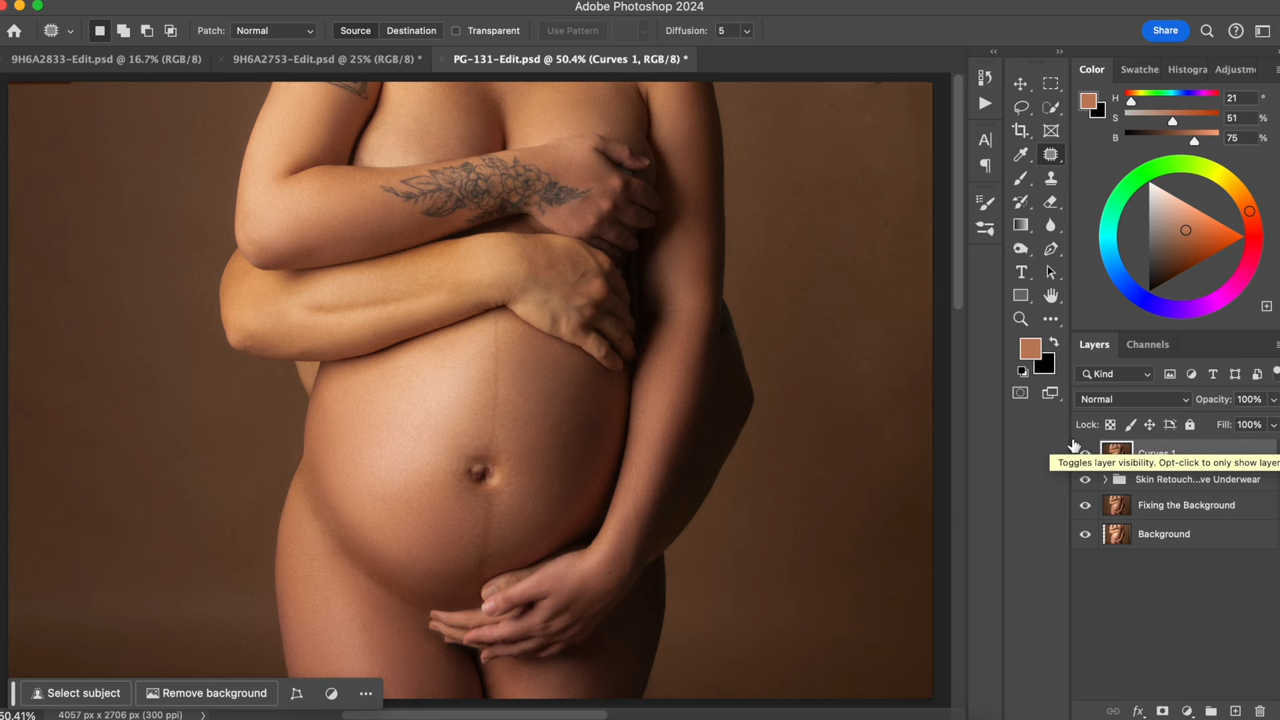 Adobe Photoshop 2024
Patch: Normal Source Destination Transparent Use Pattern Diffusion: 5 Share
9H6A2833-Edit.psd @ 16.7% (RGB/8) 9H6A2753-Edit.psd @ 25% (RGB/8) * PG-131-Edit.psd @ 50.4% (Curves 1, RGB/8) *
Color Swatche Histogra Adjustm
H 21 °
S 51 %
B 75 %
Layers Channels
Kind
Normal Opacity: 100%
Lock: Fill: 100%
Curves 1
Toggles layer visibility. Opt-click to only show layer
Skin Retouch...ve Underwear
Fixing the Background
Background
Select subject Remove background
50.41% 4057 px x 2706 px (300 ppi)